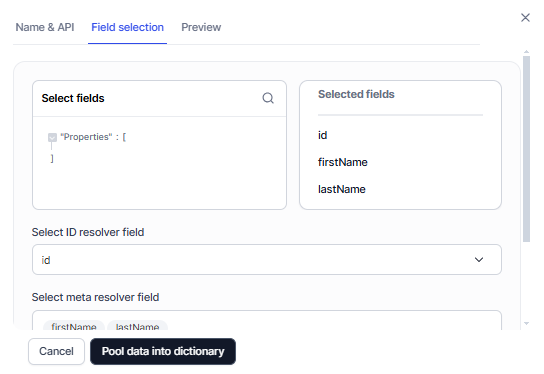 Name & API Field selection Preview
Select fields
"Properties" : [
]
Selected fields
id
firstName
lastName
Select ID resolver field
id
Select meta resolver field
firstName lastName
Cancel Pool data into dictionary